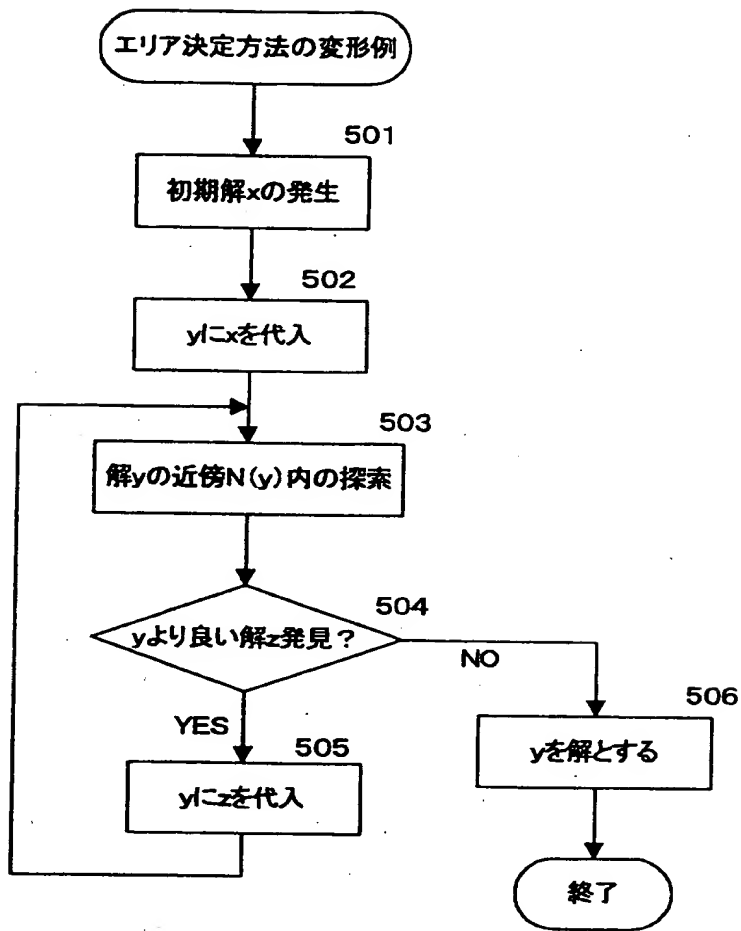 エリア決定方法の変形例
501
初期解xの発生
502
yにxを代入
503
解yの近傍N(y)内の探索
504
yより良い解z発見?
NO
YES
505
yにzを代入
506
yを解とする
終了